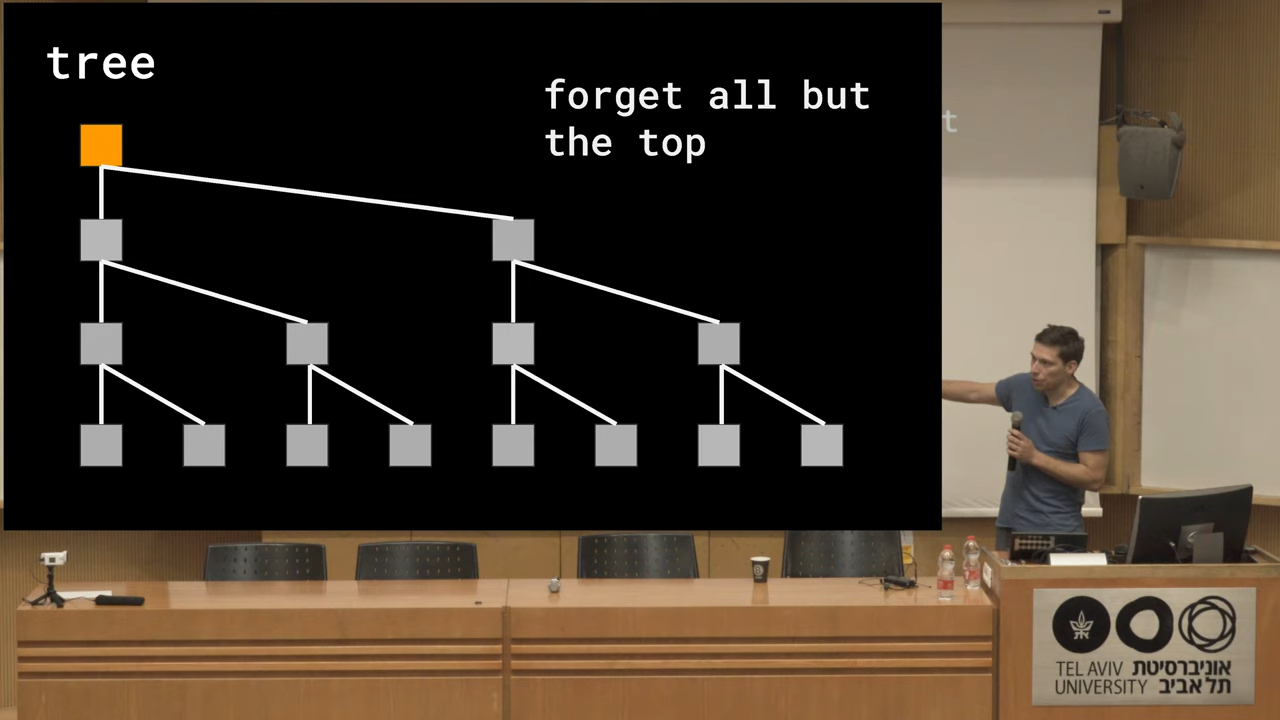 tree
forget all but
the top
t
TEL AVIV אוניברסיטת
UNIVERSITY תל אביב